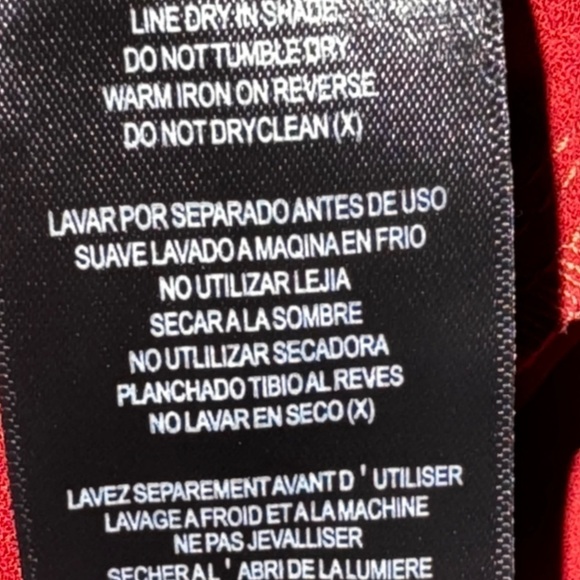 LINE DRY IN SHADE.
DO NOT TUMBLE DRY
WARM IRON ON REVERSE
DO NOT DRYCLEAN (X)
LAVAR POR SEPARADO ANTES DE USO
SUAVE LAVADO A MAQINA EN FRIO
NO UTILIZAR LEJIA
SECAR A LA SOMBRE
NO UTLILIZAR SECADORA
PLANCHADO TIBIO AL REVES
NO LAVAR EN SECO (X)
LAVEZ SEPAREMENT AVANT D ' UTILISER
LAVAGE A FROID ET A LA MACHINE
NE PAS JEVALLISER
SECHER A L ' ABRI DE LA LUMIERE